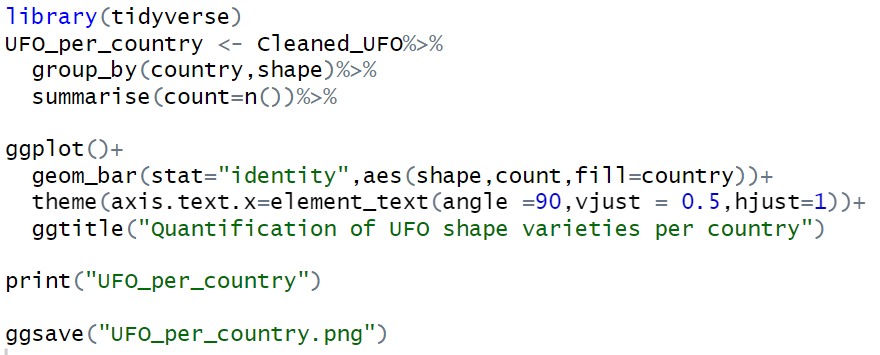 library(tidyverse)
UFO_per_country <- Cleaned_UFO%>%
  group_by(country,shape)%>%
  summarise(count=n())%>%

ggplot()+
  geom_bar(stat="identity",aes(shape,count,fill=country))+
  theme(axis.text.x=element_text(angle =90,vjust = 0.5,hjust=1))+
  ggtitle("Quantification of UFO shape varieties per country")

print("UFO_per_country")

ggsave("UFO_per_country.png")